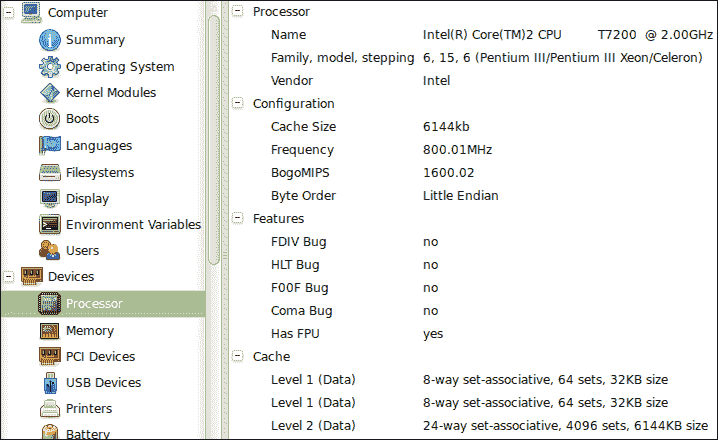 Computer
Summary
Operating System
Kernel Modules
Boots
Languages
Filesystems
Display
Environment Variables
Users
Devices
Processor
Memory
PCI Devices
USB Devices
Printers
Battery
Processor
Name Intel(R) Core(TM)2 CPU T7200 @ 2.00GHz
Family, model, stepping 6, 15, 6 (Pentium III/Pentium III Xeon/Celeron)
Vendor Intel
Configuration
Cache Size 6144kb
Frequency 800.01MHz
BogoMIPS 1600.02
Byte Order Little Endian
Features
FDIV Bug no
HLT Bug no
F00F Bug no
Coma Bug no
Has FPU yes
Cache
Level 1 (Data) 8-way set-associative, 64 sets, 32KB size
Level 1 (Data) 8-way set-associative, 64 sets, 32KB size
Level 2 (Data) 24-way set-associative, 4096 sets, 6144KB size